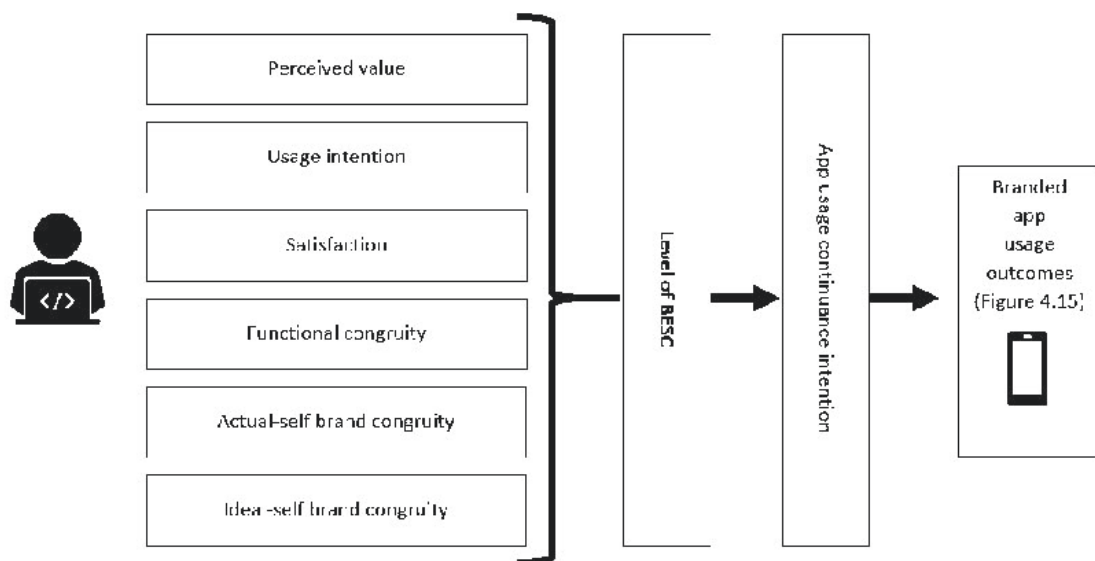 Perceived value
Usage intention
Satisfaction
Functional congruity
Actual-self brand congruity
Idea -self brand congruity
</>
Level of BESC
App usage continuance intention
Branded
app
usage
outcomes
(Figure 4.15)